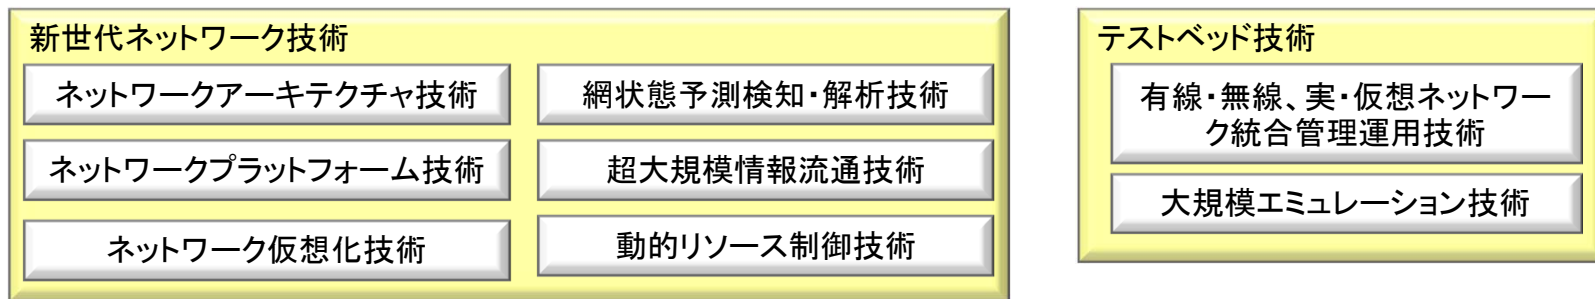 新世代ネットワーク技術
ネットワークアーキテクチャ技術
網状態予測検知・解析技術
ネットワークプラットフォーム技術
超大規模情報流通技術
ネットワーク仮想化技術
動的リソース制御技術
テストベッド技術
有線・無線、実・仮想ネットワー
ク統合管理運用技術
大規模エミュレーション技術